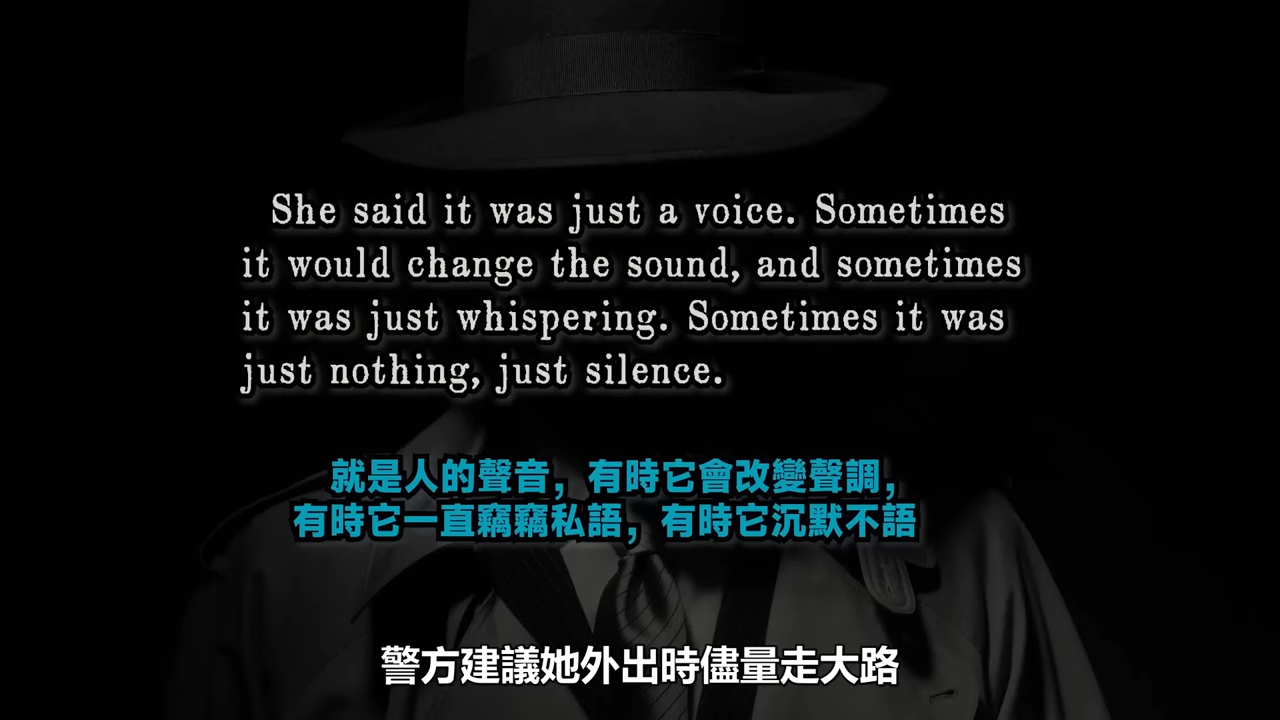 She said it was just a voice. Sometimes
it would change the sound, and sometimes
it was just whispering. Sometimes it was
just nothing, just silence.
就是人的聲音，有時它會改變聲調，
有時它一直竊竊私語，有時它沉默不語
警方建議她外出時儘量走大路